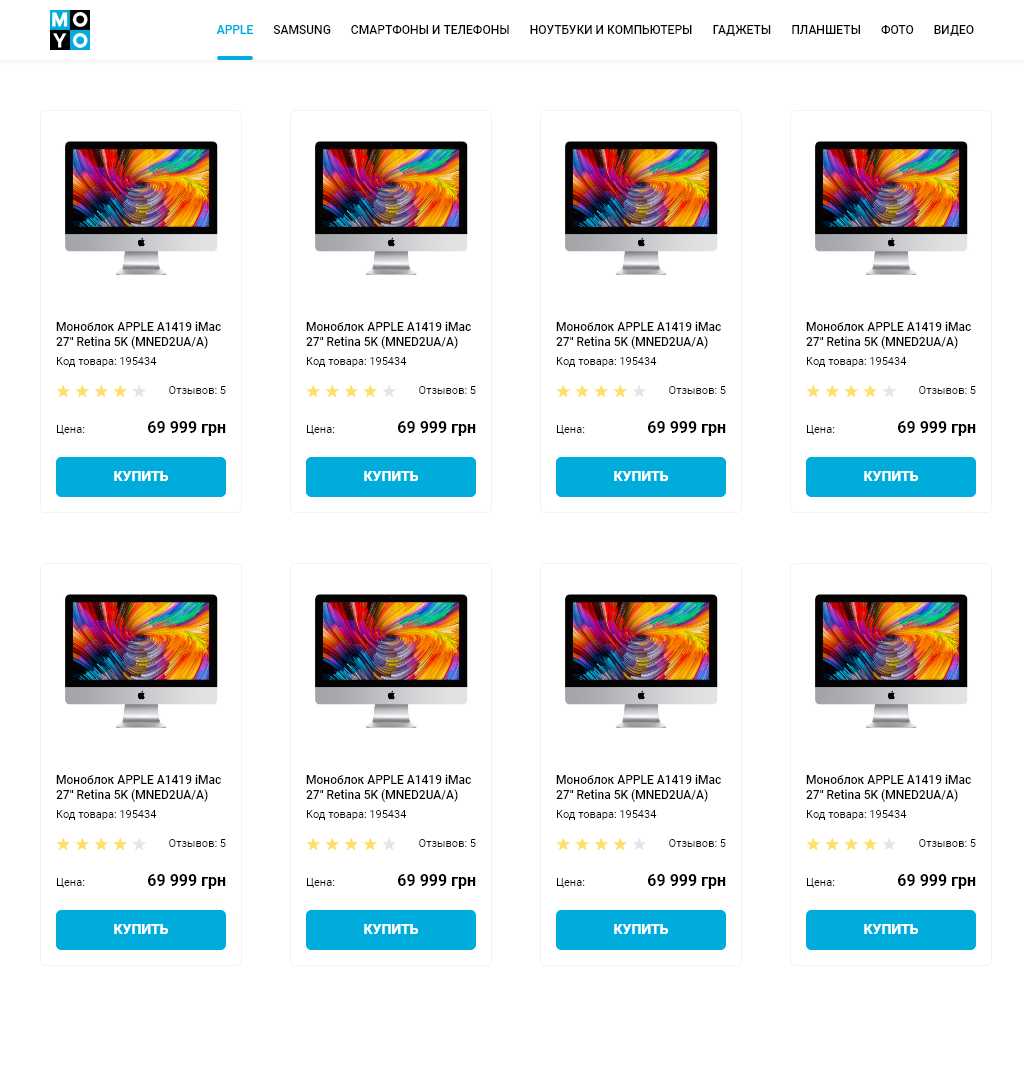 MO
YO
APPLE SAMSUNG СМАРТФОНЫ И ТЕЛЕФОНЫ НОУТБУКИ И КОМПЬЮТЕРЫ ГАДЖЕТЫ ПЛАНШЕТЫ ФОТО ВИДЕО
Моноблок APPLE A1419 iMac
27" Retina 5K (MNED2UA/A)
Код товара: 195434
Отзывов: 5
Цена: 69 999 грн
КУПИТЬ
Моноблок APPLE A1419 iMac
27" Retina 5K (MNED2UA/A)
Код товара: 195434
Отзывов: 5
Цена: 69 999 грн
КУПИТЬ
Моноблок APPLE A1419 iMac
27" Retina 5K (MNED2UA/A)
Код товара: 195434
Отзывов: 5
Цена: 69 999 грн
КУПИТЬ
Моноблок APPLE A1419 iMac
27" Retina 5K (MNED2UA/A)
Код товара: 195434
Отзывов: 5
Цена: 69 999 грн
КУПИТЬ
Моноблок APPLE A1419 iMac
27" Retina 5K (MNED2UA/A)
Код товара: 195434
Отзывов: 5
Цена: 69 999 грн
КУПИТЬ
Моноблок APPLE A1419 iMac
27" Retina 5K (MNED2UA/A)
Код товара: 195434
Отзывов: 5
Цена: 69 999 грн
КУПИТЬ
Моноблок APPLE A1419 iMac
27" Retina 5K (MNED2UA/A)
Код товара: 195434
Отзывов: 5
Цена: 69 999 грн
КУПИТЬ
Моноблок APPLE A1419 iMac
27" Retina 5K (MNED2UA/A)
Код товара: 195434
Отзывов: 5
Цена: 69 999 грн
КУПИТЬ